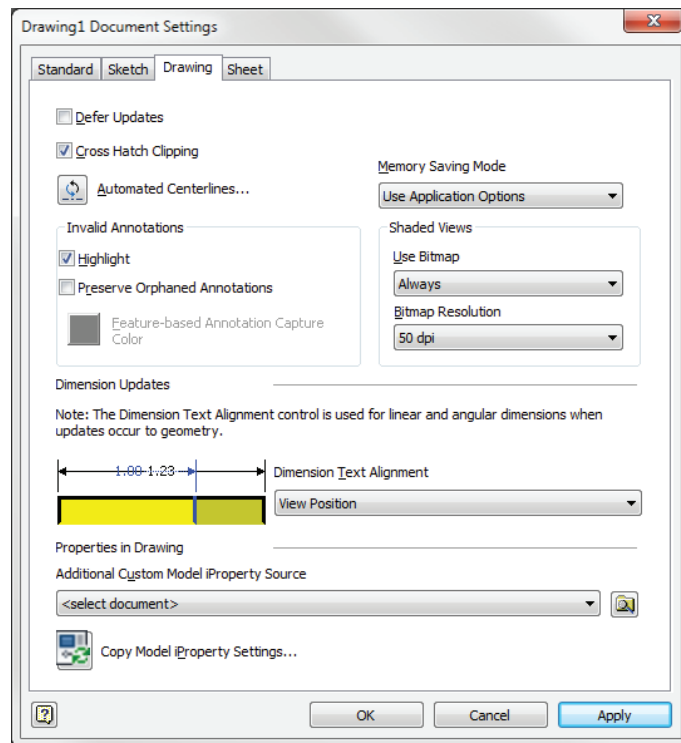 Drawing1 Document Settings
Standard Sketch Drawing Sheet
Defer Updates
Cross Hatch Clipping
Automated Centerlines...
Memory Saving Mode
Use Application Options
Invalid Annotations
Highlight
Preserve Orphaned Annotations
Feature-based Annotation Capture
Color
Shaded Views
Use Bitmap
Always
Bitmap Resolution
50 dpi
Dimension Updates
Note: The Dimension Text Alignment control is used for linear and angular dimensions when
updates occur to geometry.
1.00 1.23
Dimension Text Alignment
View Position
Properties in Drawing
Additional Custom Model iProperty Source
<select document>
Copy Model iProperty Settings...
?
OK Cancel Apply